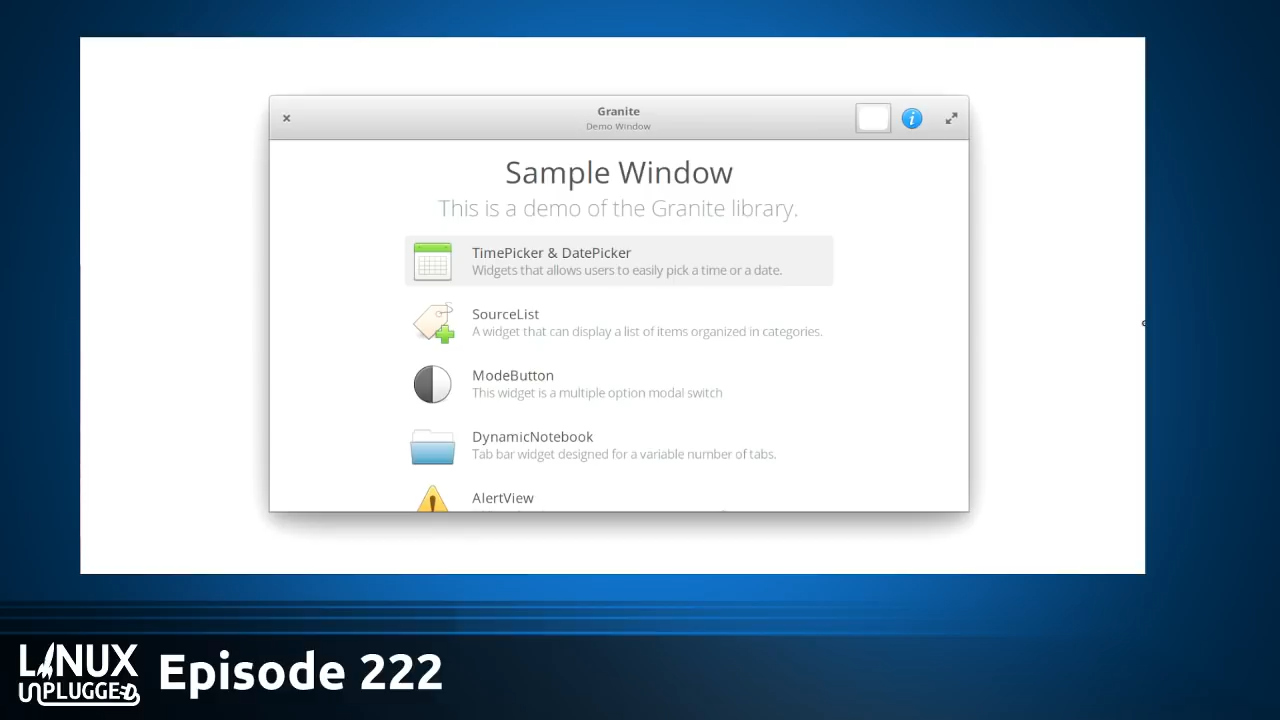 Granite
Demo Window
Sample Window
This is a demo of the Granite library.
TimePicker & DatePicker
Widgets that allows users to easily pick a time or a date.
SourceList
A widget that can display a list of items organized in categories.
ModeButton
This widget is a multiple option modal switch
DynamicNotebook
Tab bar widget designed for a variable number of tabs.
AlertView
LINUX
UNPLUGGED
Episode 222